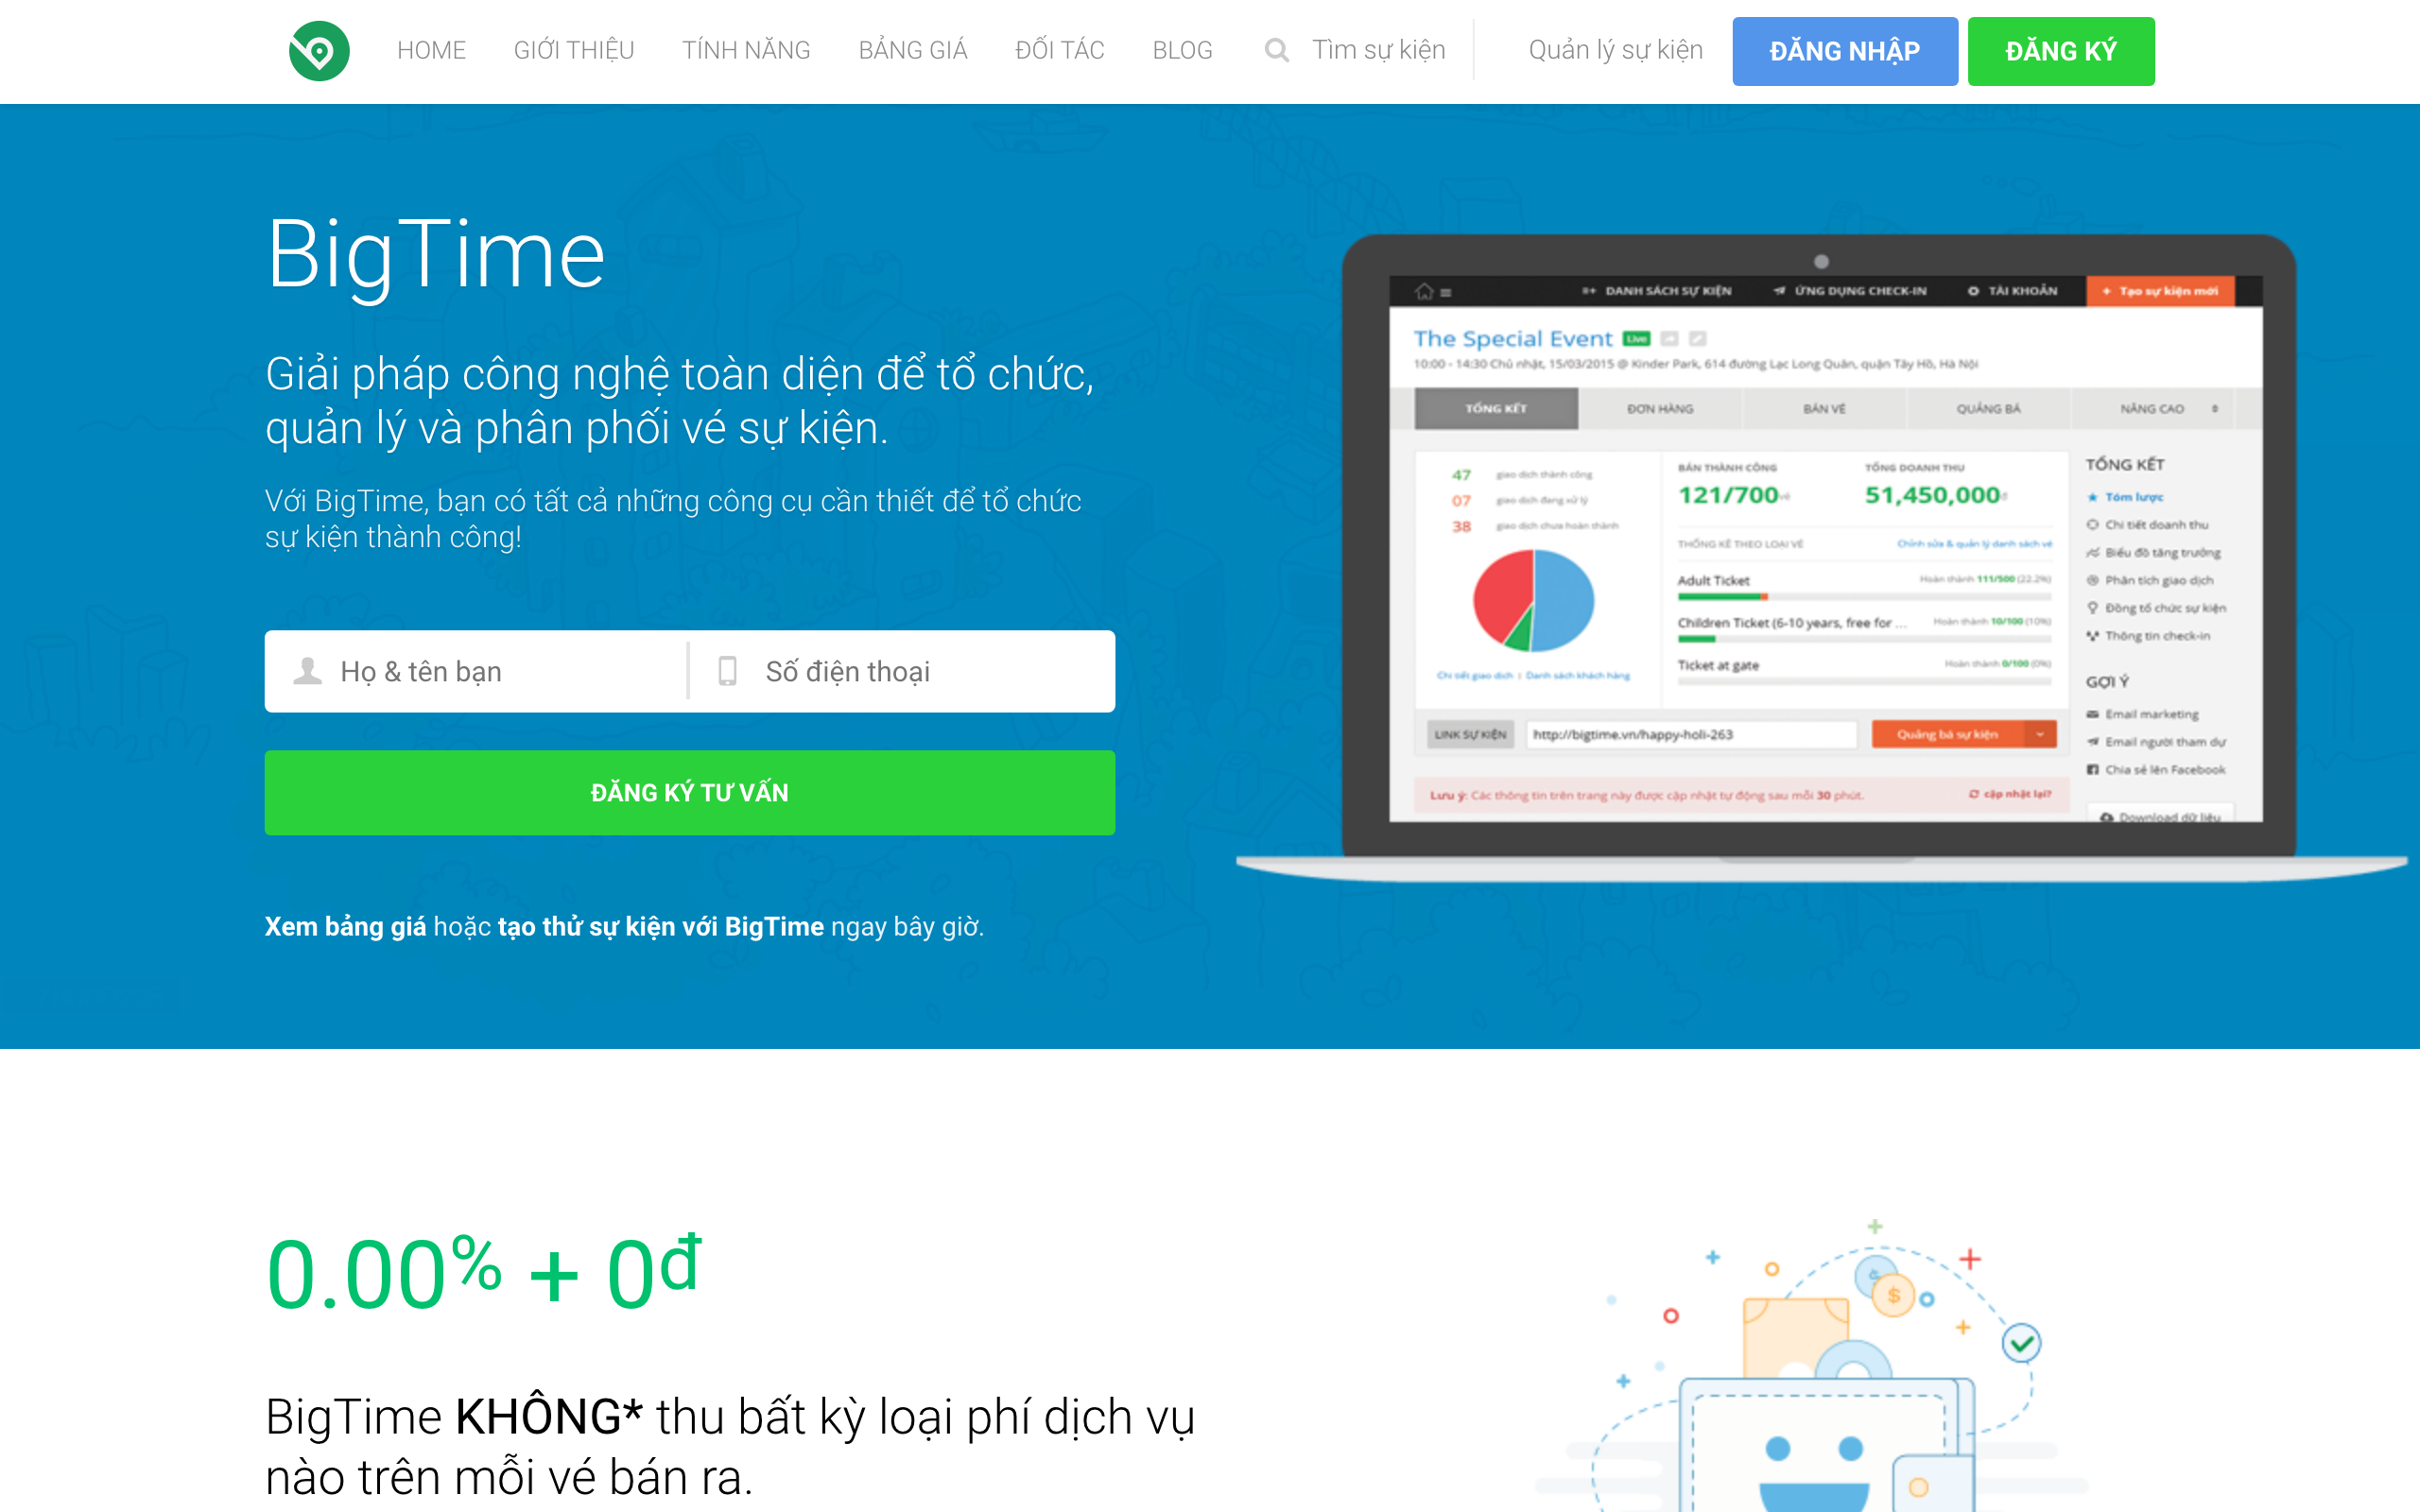 HOME GIỚI THIỆU TÍNH NĂNG BẢNG GIÁ ĐỐI TÁC BLOG Tìm sự kiện Quản lý sự kiện ĐĂNG NHẬP ĐĂNG KÝ
BigTime
Giải pháp công nghệ toàn diện để tổ chức,
quản lý và phân phối vé sự kiện.
Với BigTime, bạn có tất cả những công cụ cần thiết để tổ chức
sự kiện thành công!
Họ & tên bạn Số điện thoại
ĐĂNG KÝ TƯ VẤN
Xem bảng giá hoặc tạo thử sự kiện với BigTime ngay bây giờ.
DANH SÁCH SỰ KIỆN ỨNG DỤNG CHECK-IN TÀI KHOẢN + Tạo sự kiện mới
The Special Event Live
10:00 - 14:30 Chủ nhật, 15/03/2015 @ Kinder Park, 614 đường Lạc Long Quân, quận Tây Hồ, Hà Nội
TỔNG KẾT ĐƠN HÀNG BÁN VÉ QUẢNG BÁ NÂNG CAO
47 giao dịch thành công
07 giao dịch đang xử lý
38 giao dịch chưa hoàn thành
Chi tiết giao dịch : Danh sách khách hàng
BÁN THÀNH CÔNG TỔNG DOANH THU
121/700 vé 51,450,000 đ
THỐNG KÊ THEO LOẠI VÉ Chỉnh sửa & quản lý danh sách vé
Adult Ticket Hoàn thành 111/500 (22.2%)
Children Ticket (6-10 years, free for ... Hoàn thành 10/100 (10%)
Ticket at gate Hoàn thành 0/100 (0%)
LINK SỰ KIỆN http://bigtime.vn/happy-holi-263 Quảng bá sự kiện
Lưu ý: Các thông tin trên trang này được cập nhật tự động sau mỗi 30 phút. cập nhật lại?
TỔNG KẾT
Tóm lược
Chi tiết doanh thu
Biểu đồ tăng trưởng
Phân tích giao dịch
Đồng tổ chức sự kiện
Thông tin check-in
GỢI Ý
Email marketing
Email người tham dự
Chia sẻ lên Facebook
Download dữ liệu
0.00% + 0đ
BigTime KHÔNG* thu bất kỳ loại phí dịch vụ
nào trên mỗi vé bán ra.